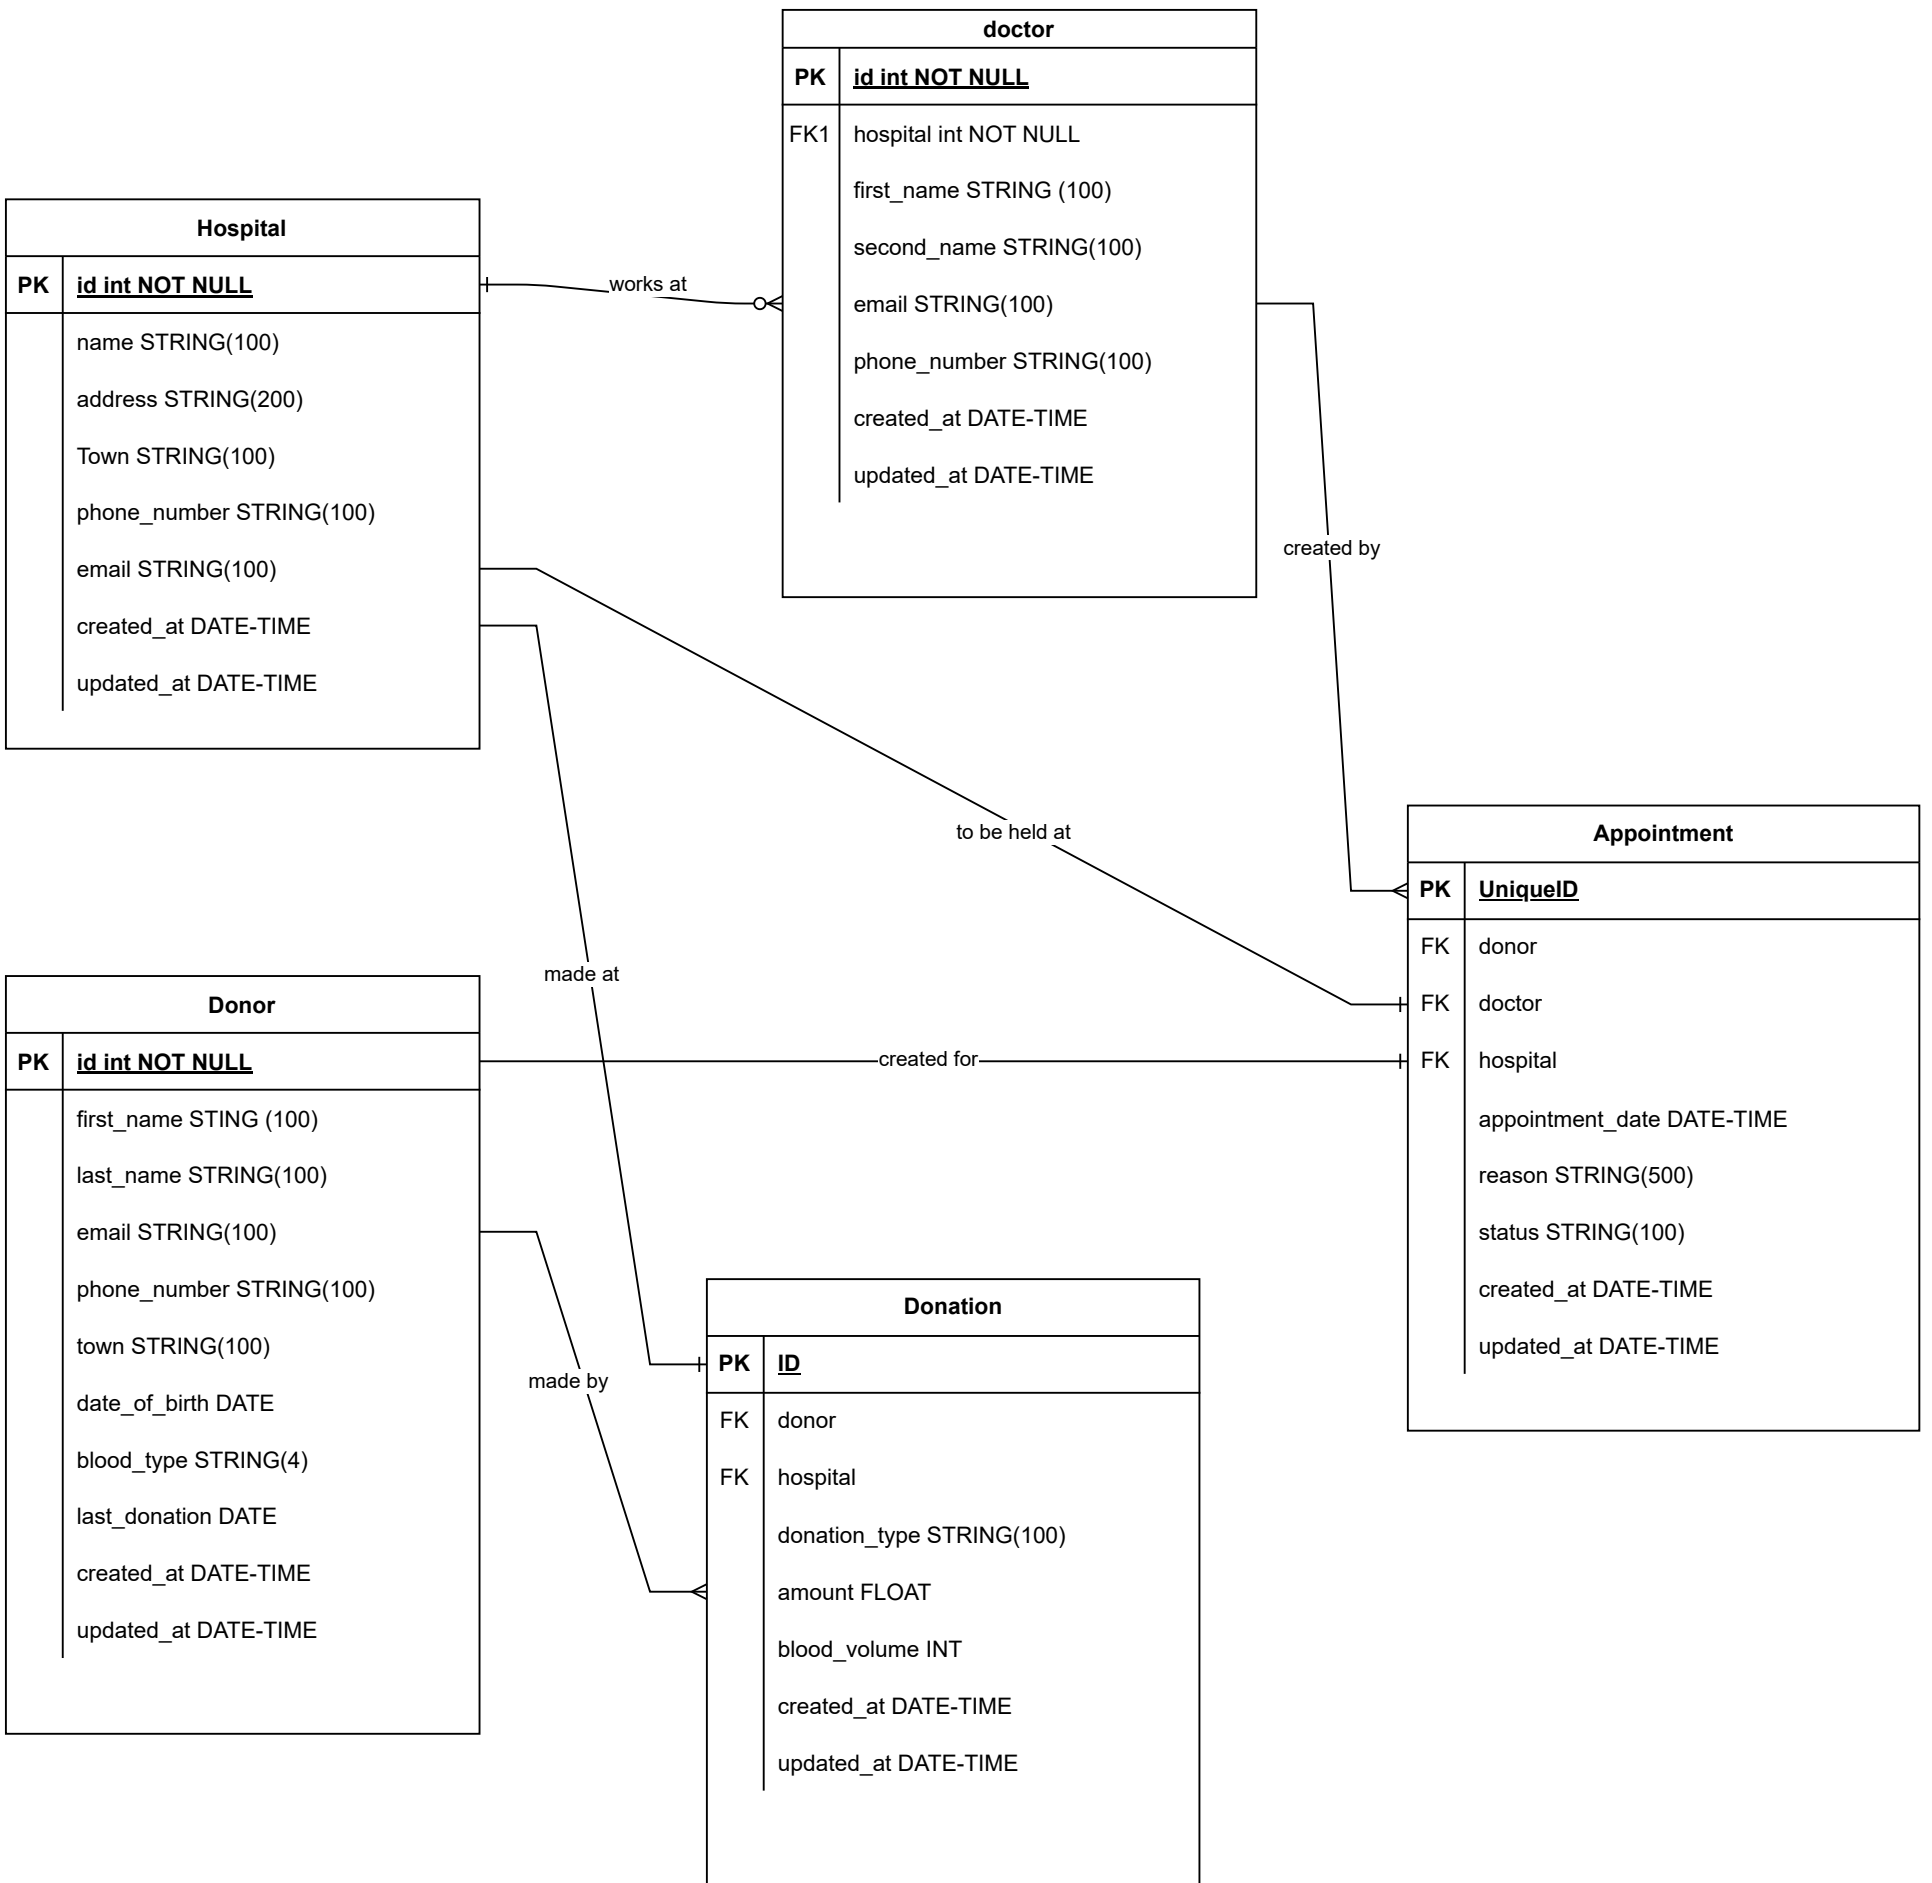 doctor
PK id int NOT NULL
FK1 hospital int NOT NULL
first_name STRING (100)
second_name STRING(100)
email STRING(100)
phone_number STRING(100)
created_at DATE-TIME
updated_at DATE-TIME
Hospital
PK id int NOT NULL
name STRING(100)
address STRING(200)
Town STRING(100)
phone_number STRING(100)
email STRING(100)
created_at DATE-TIME
updated_at DATE-TIME
works at
created by
to be held at
made at
created for
made by
Appointment
PK UniqueID
FK donor
FK doctor
FK hospital
appointment_date DATE-TIME
reason STRING(500)
status STRING(100)
created_at DATE-TIME
updated_at DATE-TIME
Donor
PK id int NOT NULL
first_name STING (100)
last_name STRING(100)
email STRING(100)
phone_number STRING(100)
town STRING(100)
date_of_birth DATE
blood_type STRING(4)
last_donation DATE
created_at DATE-TIME
updated_at DATE-TIME
Donation
PK ID
FK donor
FK hospital
donation_type STRING(100)
amount FLOAT
blood_volume INT
created_at DATE-TIME
updated_at DATE-TIME